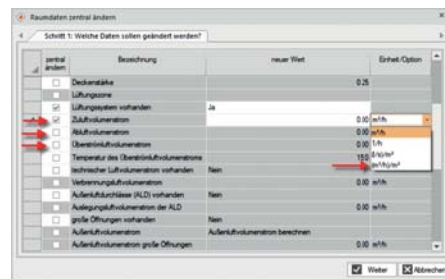 Raumdaten zentral ändern
Schritt 1: Welche Daten sollen geändert werden?
zentral ändern Bezeichnung neuer Wert Einheit/Option
Deckenstärke 0.25
Lüftungszone
Lüftungssystem vorhanden Ja
Zuluftvolumenstrom 0.00 m³/h
Abluftvolumenstrom 0.00 m³/h
Überströmluftvolumenstrom 0.00 1/h
Temperatur des Überströmluftvolumenstroms
technischer Luftvolumenstrom vorhanden Nein (m³/h)/m²
Verbrennungsluftvolumenstrom 0.00 m³/h
Außenluftdurchlässe (ALD) vorhanden Nein
Auslegungsluftvolumenstrom der ALD 0.00 m³/h
große Öffnungen vorhanden Nein
Außenluftvolumenstrom Außenluftvolumenstrom berechnen
Außenluftvolumenstrom große Öffnungen 0.00 m³/h
Weiter Abbrechen